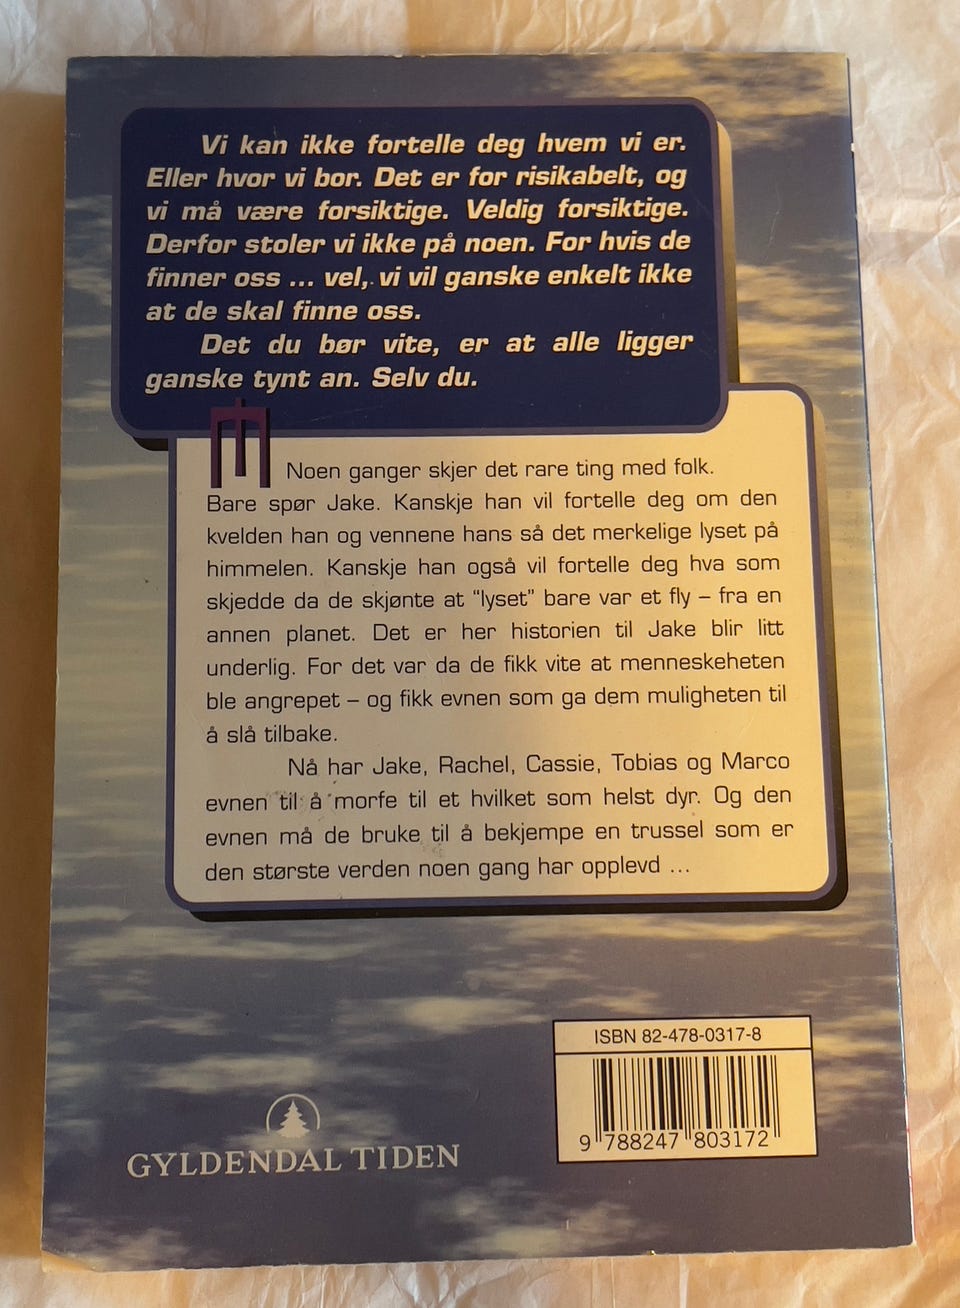 Vi kan ikke fortelle deg hvem vi er.
Eller hvor vi bor. Det er for risikabelt, og
vi må være forsiktige. Veldig forsiktige.
Derfor stoler vi ikke på noen. For hvis de
finner oss ... vel, vi vil ganske enkelt ikke
at de skal finne oss.
Det du bør vite, er at alle ligger
ganske tynt an. Selv du.
Noen ganger skjer det rare ting med folk.
Bare spør Jake. Kanskje han vil fortelle deg om den
kvelden han og vennene hans så det merkelige lyset på
himmelen. Kanskje han også vil fortelle deg hva som
skjedde da de skjønte at "lyset" bare var et fly – fra en
annen planet. Det er her historien til Jake blir litt
underlig. For det var da de fikk vite at menneskeheten
ble angrepet – og fikk evnen som ga dem muligheten til
å slå tilbake.
Nå har Jake, Rachel, Cassie, Tobias og Marco
evnen til å morfe til et hvilket som helst dyr. Og den
evnen må de bruke til å bekjempe en trussel som er
den største verden noen gang har opplevd ...
ISBN 82-478-0317-8
9 788247 803172
GYLDENDAL TIDEN